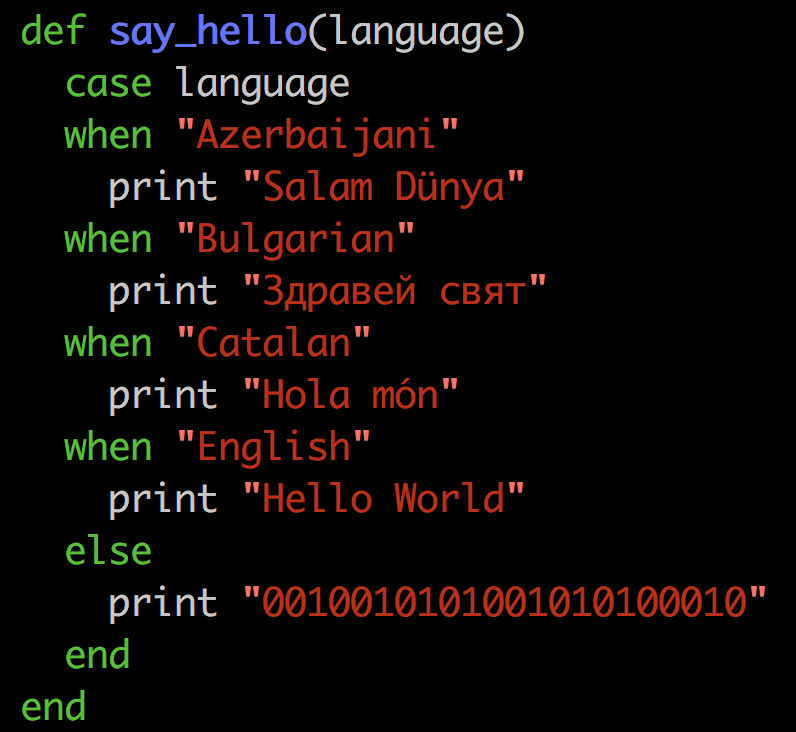 def say_hello(language)
  case language
  when "Azerbaijani"
    print "Salam Dünya"
  when "Bulgarian"
    print "Здравей свят"
  when "Catalan"
    print "Hola món"
  when "English"
    print "Hello World"
  else
    print "0010010101001010100010"
  end
end